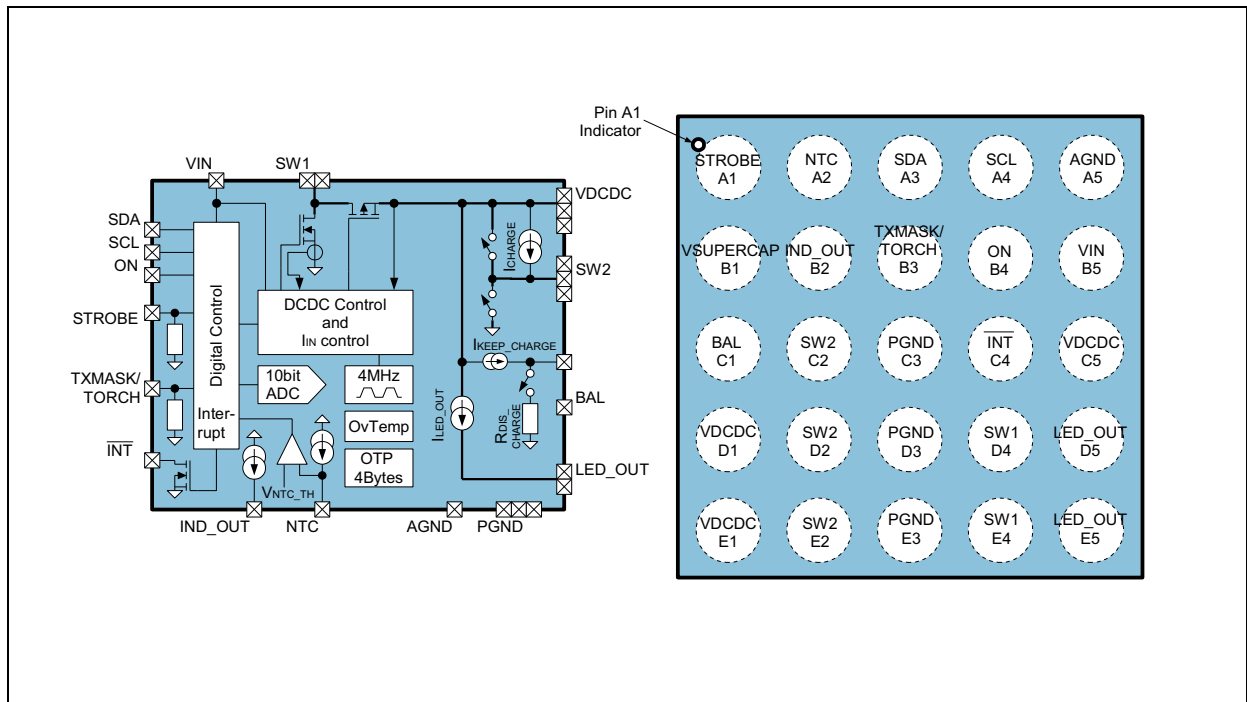 Pin A1
Indicator
VIN
SW1
VDCDC
SDA
SCL
ON
STROBE
TXMASK/
TORCH
INT
Digital Control
Inter-
rupt
DCDC Control
and
IIN control
10bit
ADC
4MHz
OvTemp
OTP
4Bytes
VNTC_TH
ICHARGE
SW2
IKEEP_CHARGE
BAL
ILED_OUT
RDIS_
CHARGE
LED_OUT
IND_OUT
NTC
AGND
PGND
STROBE
A1
NTC
A2
SDA
A3
SCL
A4
AGND
A5
VSUPERCAP
B1
IND_OUT
B2
TXMASK/
TORCH
B3
ON
B4
VIN
B5
BAL
C1
SW2
C2
PGND
C3
INT
C4
VDCDC
C5
VDCDC
D1
SW2
D2
PGND
D3
SW1
D4
LED_OUT
D5
VDCDC
E1
SW2
E2
PGND
E3
SW1
E4
LED_OUT
E5